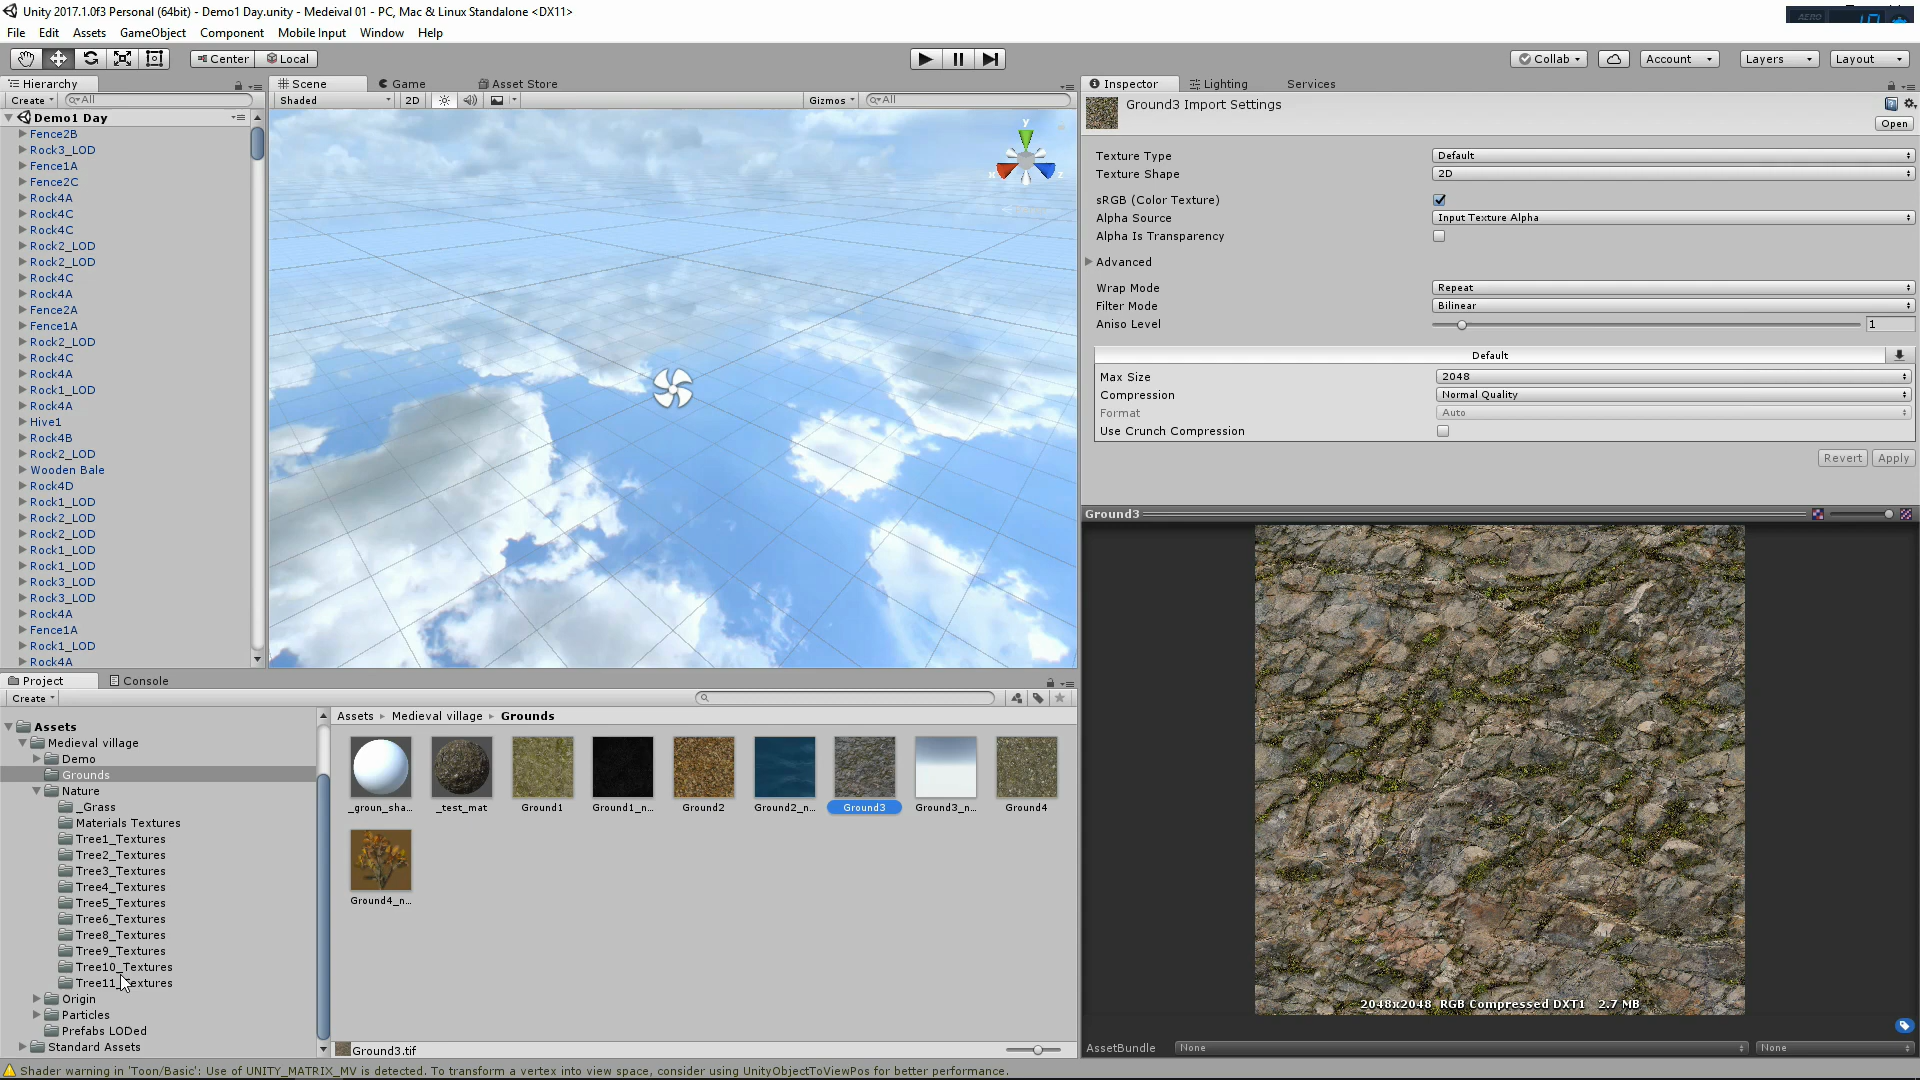 Unity 2017.1.0f3 Personal (64bit) - Demo1 Day.unity - Medeival 01 - PC, Mac & Linux Standalone <DX11>
File Edit Assets GameObject Component Mobile Input Window Help
Center Local Collab Account Layers Layout
Hierarchy
Create All
Demo1 Day
Fence2B
Rock3_LOD
Fence1A
Fence2C
Rock4A
Rock4C
Rock4C
Rock2_LOD
Rock2_LOD
Rock4C
Rock4A
Fence2A
Fence1A
Rock2_LOD
Rock4C
Rock4A
Rock1_LOD
Rock4A
Hive1
Rock4B
Rock2_LOD
Wooden Bale
Rock4D
Rock1_LOD
Rock2_LOD
Rock2_LOD
Rock1_LOD
Rock1_LOD
Rock3_LOD
Rock3_LOD
Rock4A
Fence1A
Rock1_LOD
Rock4A
Scene Game Asset Store
Shaded 2D Gizmos All
y
x z
Inspector Lighting Services
Ground3 Import Settings
Open
Texture Type Default
Texture Shape 2D
sRGB (Color Texture)
Alpha Source Input Texture Alpha
Alpha Is Transparency
Advanced
Wrap Mode Repeat
Filter Mode Bilinear
Aniso Level 1
Default
Max Size 2048
Compression Normal Quality
Format Auto
Use Crunch Compression
Revert Apply
Ground3
2048x2048 RGB Compressed DXT1 2.7 MB
AssetBundle None None
Project Console
Create
Assets
Medieval village
Demo
Grounds
Nature
_Grass
Materials Textures
Tree1_Textures
Tree2_Textures
Tree3_Textures
Tree4_Textures
Tree5_Textures
Tree6_Textures
Tree8_Textures
Tree9_Textures
Tree10_Textures
Tree11_Textures
Origin
Particles
Prefabs LODed
Standard Assets
Assets Medieval village Grounds
_groun_sha... _test_mat Ground1 Ground1_n... Ground2 Ground2_n... Ground3 Ground3_n... Ground4
Ground4_n...
Ground3.tif
Shader warning in 'Toon/Basic': Use of UNITY_MATRIX_MV is detected. To transform a vertex into view space, consider using UnityObjectToViewPos for better performance.